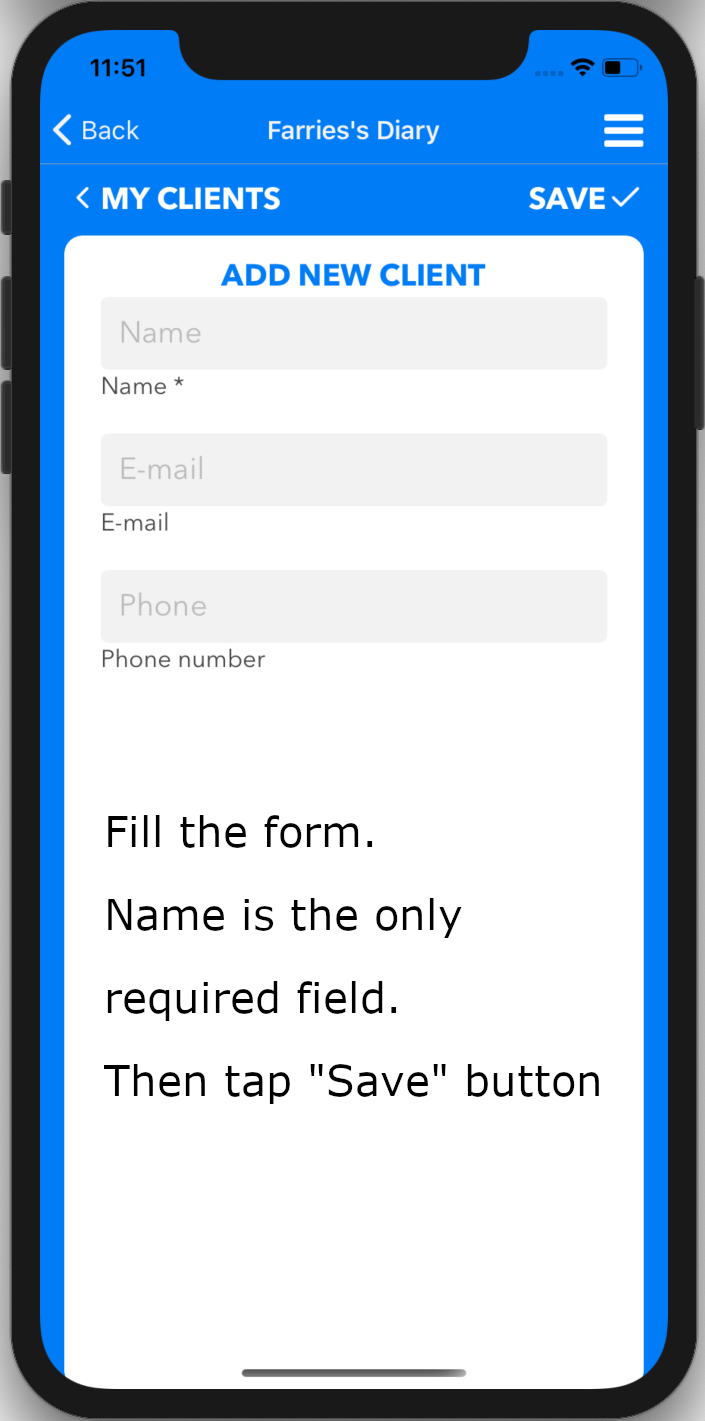 11:51
Back Farries's Diary
MY CLIENTS SAVE
ADD NEW CLIENT
Name
Name *
E-mail
E-mail
Phone
Phone number
Fill the form.
Name is the only
required field.
Then tap "Save" button